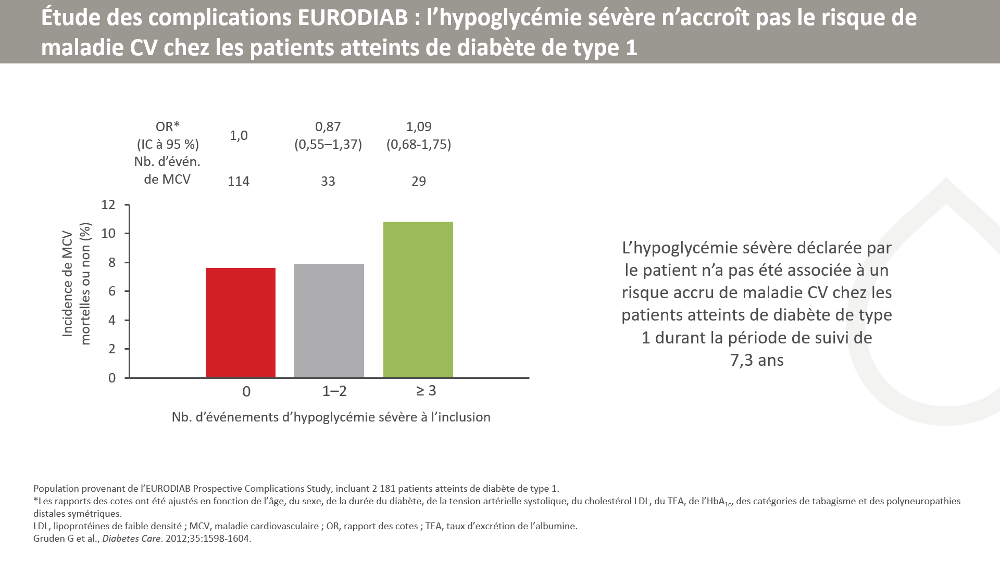 Étude des complications EURODIAB : l’hypoglycémie sévère n’accroît pas le risque de
maladie CV chez les patients atteints de diabète de type 1
OR*
(IC à 95 %)
1,0
0,87
(0,55–1,37)
1,09
(0,68-1,75)
Nb. d’évén.
de MCV
114
33
29
Incidence de MCV
mortelles ou non (%)
12
10
8
6
4
2
0
0
1–2
≥ 3
Nb. d’événements d’hypoglycémie sévère à l’inclusion
L’hypoglycémie sévère déclarée par
le patient n’a pas été associée à un
risque accru de maladie CV chez les
patients atteints de diabète de type
1 durant la période de suivi de
7,3 ans
Population provenant de l’EURODIAB Prospective Complications Study, incluant 2 181 patients atteints de diabète de type 1.
*Les rapports des cotes ont été ajustés en fonction de l’âge, du sexe, de la durée du diabète, de la tension artérielle systolique, du cholestérol LDL, du TEA, de l’HbA1c, des catégories de tabagisme et des polyneuropathies
distales symétriques.
LDL, lipoprotéines de faible densité ; MCV, maladie cardiovasculaire ; OR, rapport des cotes ; TEA, taux d’excrétion de l’albumine.
Gruden G et al., Diabetes Care. 2012;35:1598-1604.